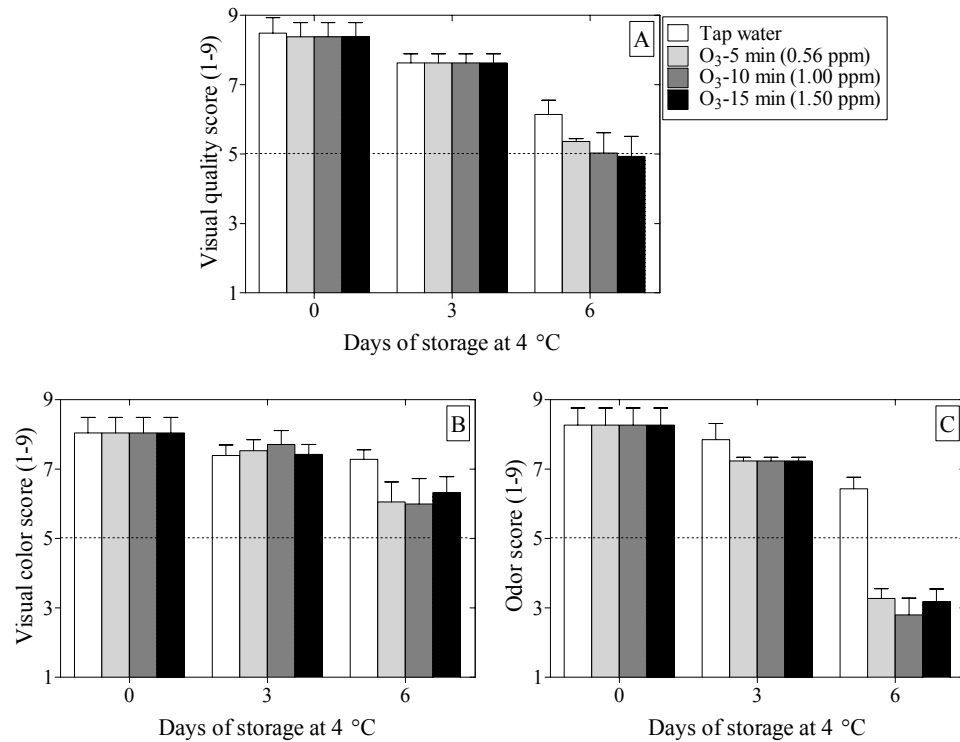 9
7
5
3
1
Visual quality score (1-9)
A
0
3
6
Days of storage at 4 °C
Tap water
O₃-5 min (0.56 ppm)
O₃-10 min (1.00 ppm)
O₃-15 min (1.50 ppm)
9
7
5
3
1
Visual color score (1-9)
B
0
3
6
Days of storage at 4 °C
9
7
5
3
1
Odor score (1-9)
C
0
3
6
Days of storage at 4 °C